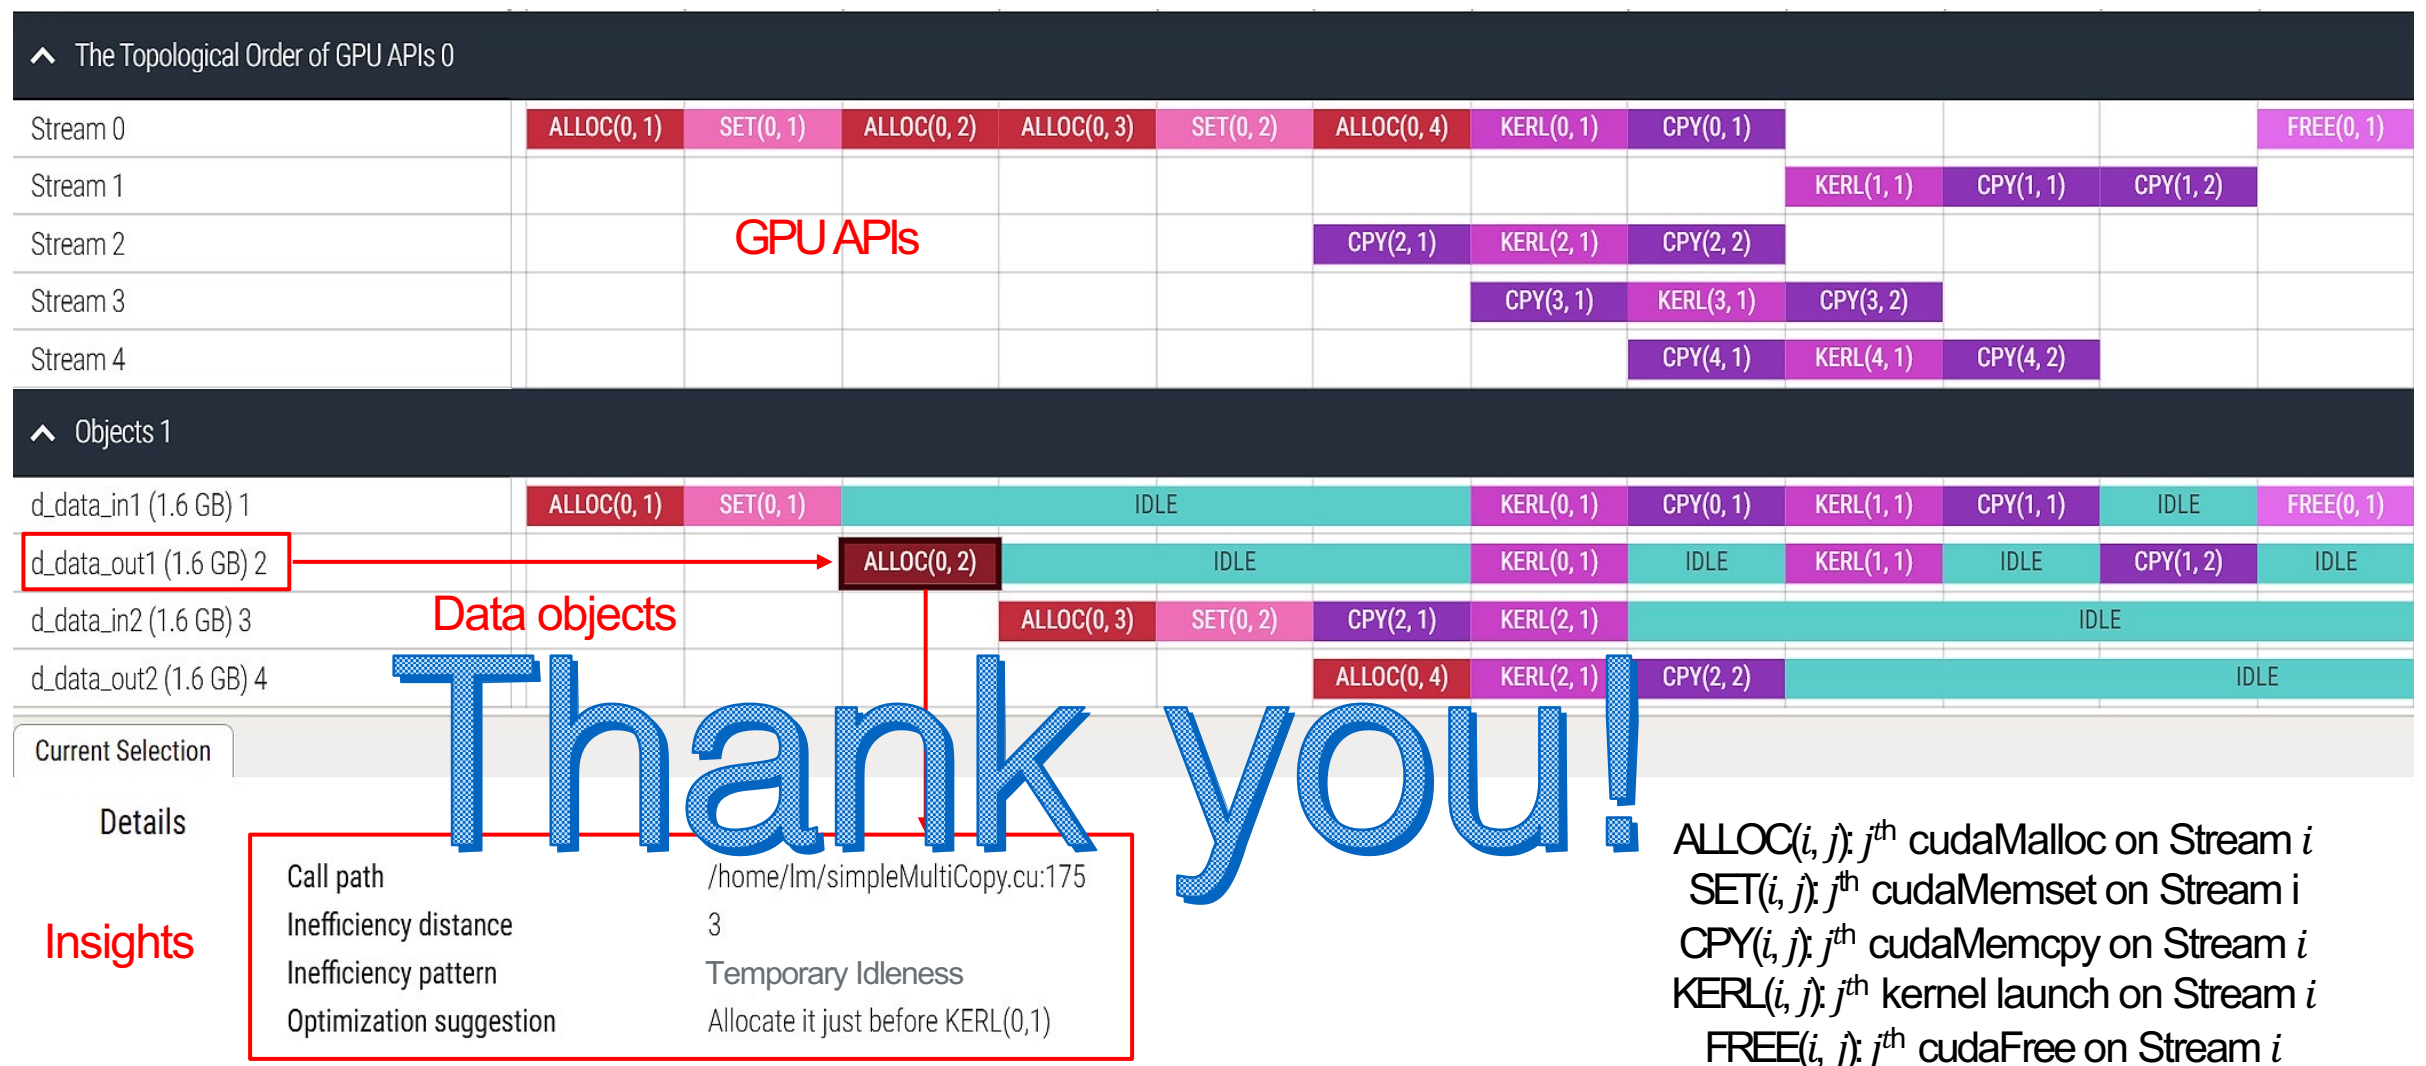 The Topological Order of GPU APIs 0
Stream 0 ALLOC(0, 1) SET(0, 1) ALLOC(0, 2) ALLOC(0, 3) SET(0, 2) ALLOC(0, 4) KERL(0, 1) CPY(0, 1) FREE(0, 1)
Stream 1 KERL(1, 1) CPY(1, 1) CPY(1, 2)
GPU APIs
Stream 2 CPY(2, 1) KERL(2, 1) CPY(2, 2)
Stream 3 CPY(3, 1) KERL(3, 1) CPY(3, 2)
Stream 4 CPY(4, 1) KERL(4, 1) CPY(4, 2)
Objects 1
d_data_in1 (1.6 GB) 1 ALLOC(0, 1) SET(0, 1) IDLE KERL(0, 1) CPY(0, 1) KERL(1, 1) CPY(1, 1) IDLE FREE(0, 1)
d_data_out1 (1.6 GB) 2 ALLOC(0, 2) IDLE KERL(0, 1) IDLE KERL(1, 1) IDLE CPY(1, 2) IDLE
Data objects
d_data_in2 (1.6 GB) 3 ALLOC(0, 3) SET(0, 2) CPY(2, 1) KERL(2, 1) IDLE
d_data_out2 (1.6 GB) 4 ALLOC(0, 4) KERL(2, 1) CPY(2, 2) IDLE
Thank you!
Current Selection
Details
Call path /home/lm/simpleMultiCopy.cu:175
Inefficiency distance 3
Insights
Inefficiency pattern Temporary Idleness
Optimization suggestion Allocate it just before KERL(0,1)
ALLOC(i, j): jth cudaMalloc on Stream i
SET(i, j): jth cudaMemset on Stream i
CPY(i, j): jth cudaMemcpy on Stream i
KERL(i, j): jth kernel launch on Stream i
FREE(i, j): jth cudaFree on Stream i